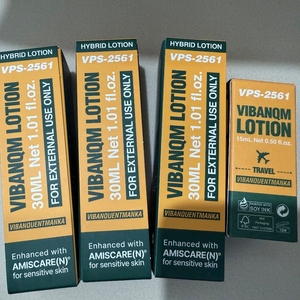 HYBRID LOTION
VPS-2561
VIBANQM LOTION
30ML Net 1.01 fl.oz.
FOR EXTERNAL USE ONLY
VIBANQUENTMANKA
Enhanced with
AMISCARE(N)®
for sensitive skin
HYBRID LOTION
VPS-2561
VIBANQM LOTION
30ML Net 1.01 fl.oz.
FOR EXTERNAL USE ONLY
VIBANQUENTMANKA
Enhanced with
AMISCARE(N)®
for sensitive skin
HYBRID LOTION
VPS-2561
VIBANQM LOTION
30ML Net 1.01 fl.oz.
FOR EXTERNAL USE ONLY
VIBANQUENTMANKA
Enhanced with
AMISCARE(N)®
for sensitive skin
VPS-2561
VIBANQM
LOTION
15mL Net 0.50 fl.oz.
TRAVEL
VIBANQUENTMANKA
PRINTED WITH
SOY INK